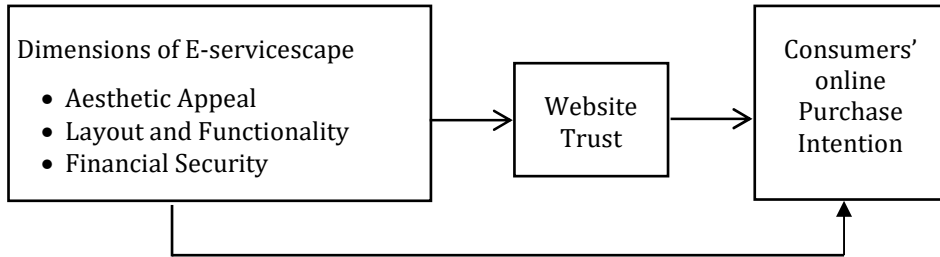 Dimensions of E-servicescape
• Aesthetic Appeal
• Layout and Functionality
• Financial Security
Website
Trust
Consumers’
online
Purchase
Intention